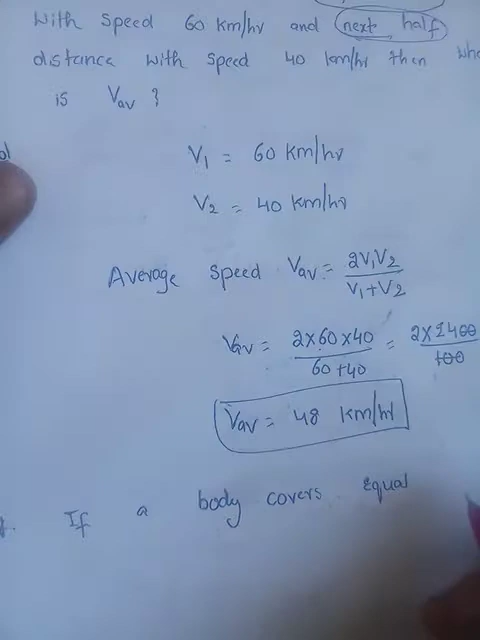 With Speed 60 km/hr and next half
distance with speed 40 km/hr then
is Vav ?
V1 = 60 km/hr
V2 = 40 km/hr
Average speed Vav = 2V1V2 / V1+V2
Vav = 2×60×40 / 60+40 = 2×2400 / 100
Vav = 48 km/hr
If a body covers equal